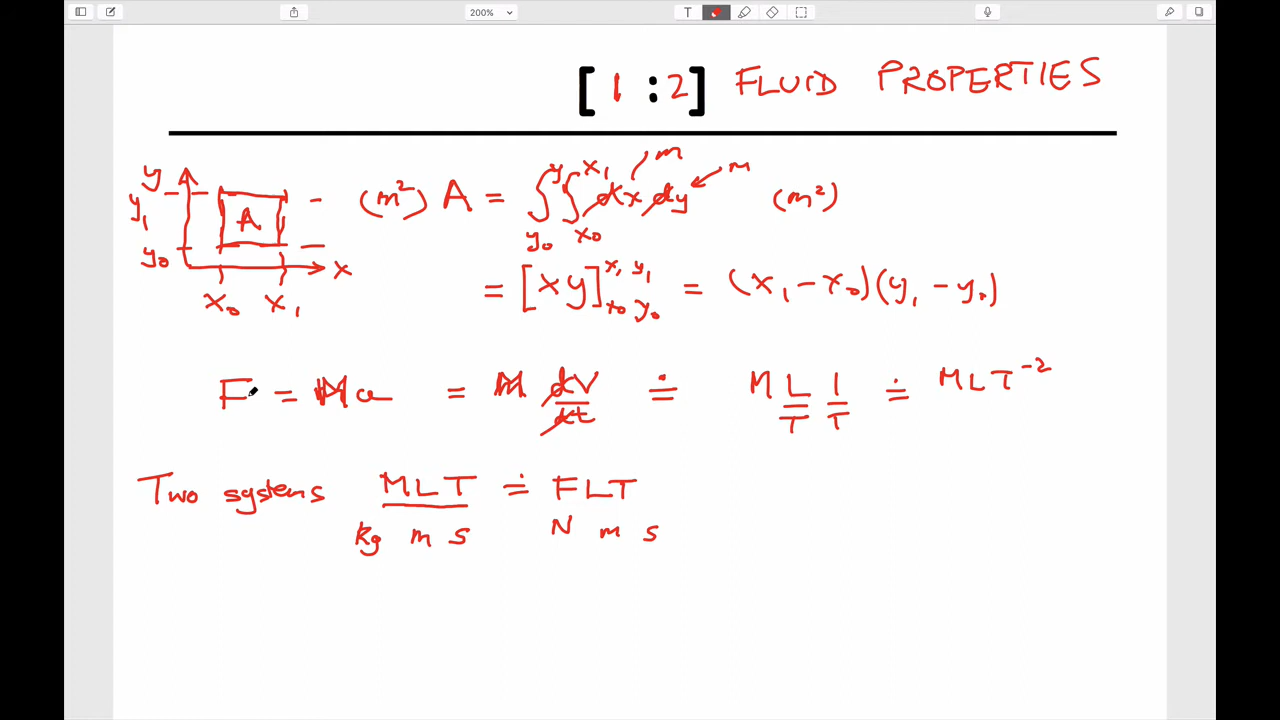 200%
T
[1:2] FLUID PROPERTIES
y y₁ y₀ A x x₀ x₁
(m²) A = ∫y₀^y ∫x₀^x₁ dx dy m m (m²)
= [xy]x₀ y₀^x₁ y₁ = (x₁ - x₀)(y₁ - y₀)
F = Ma = M dV/dt ≐ M L/T 1/T ≐ MLT⁻²
Two systems MLT ≐ FLT
kg m s N m s